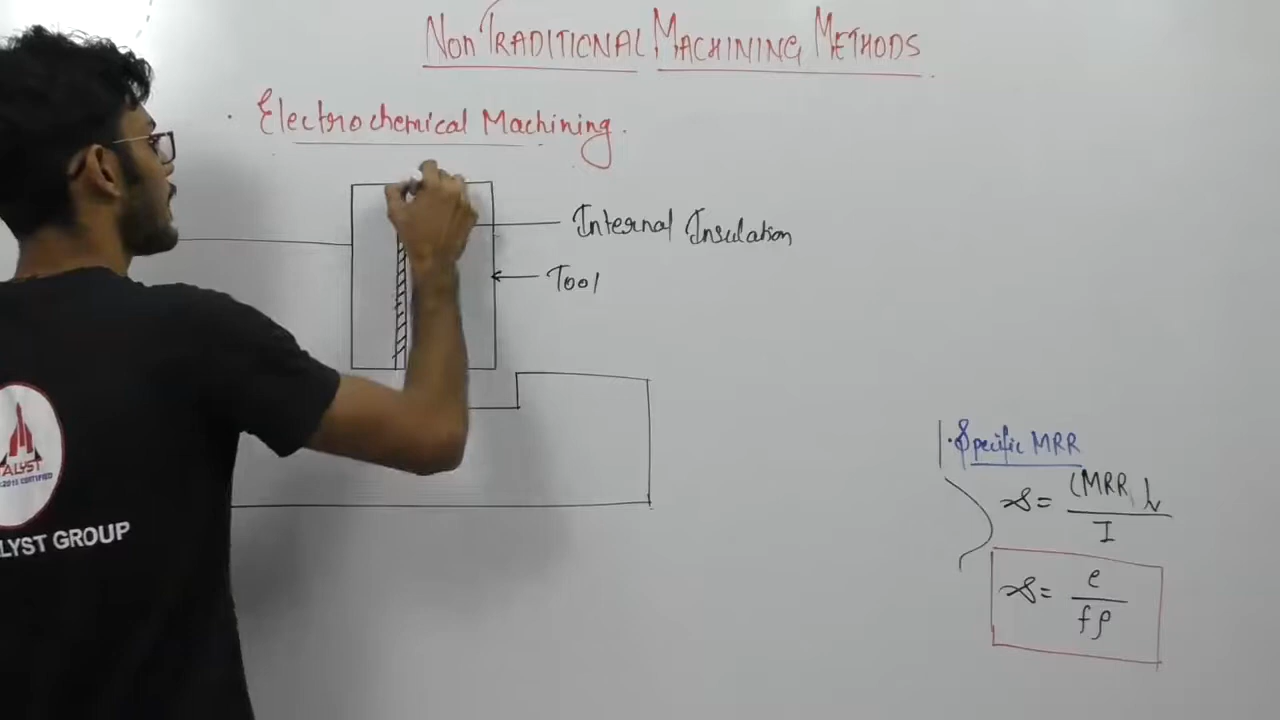 Non Traditional Machining Methods
· Electrochemical Machining.
Internal Insulation
Tool
· Specific MRR
s = (MRR)v
I
s = e
fρ
ALYST GROUP